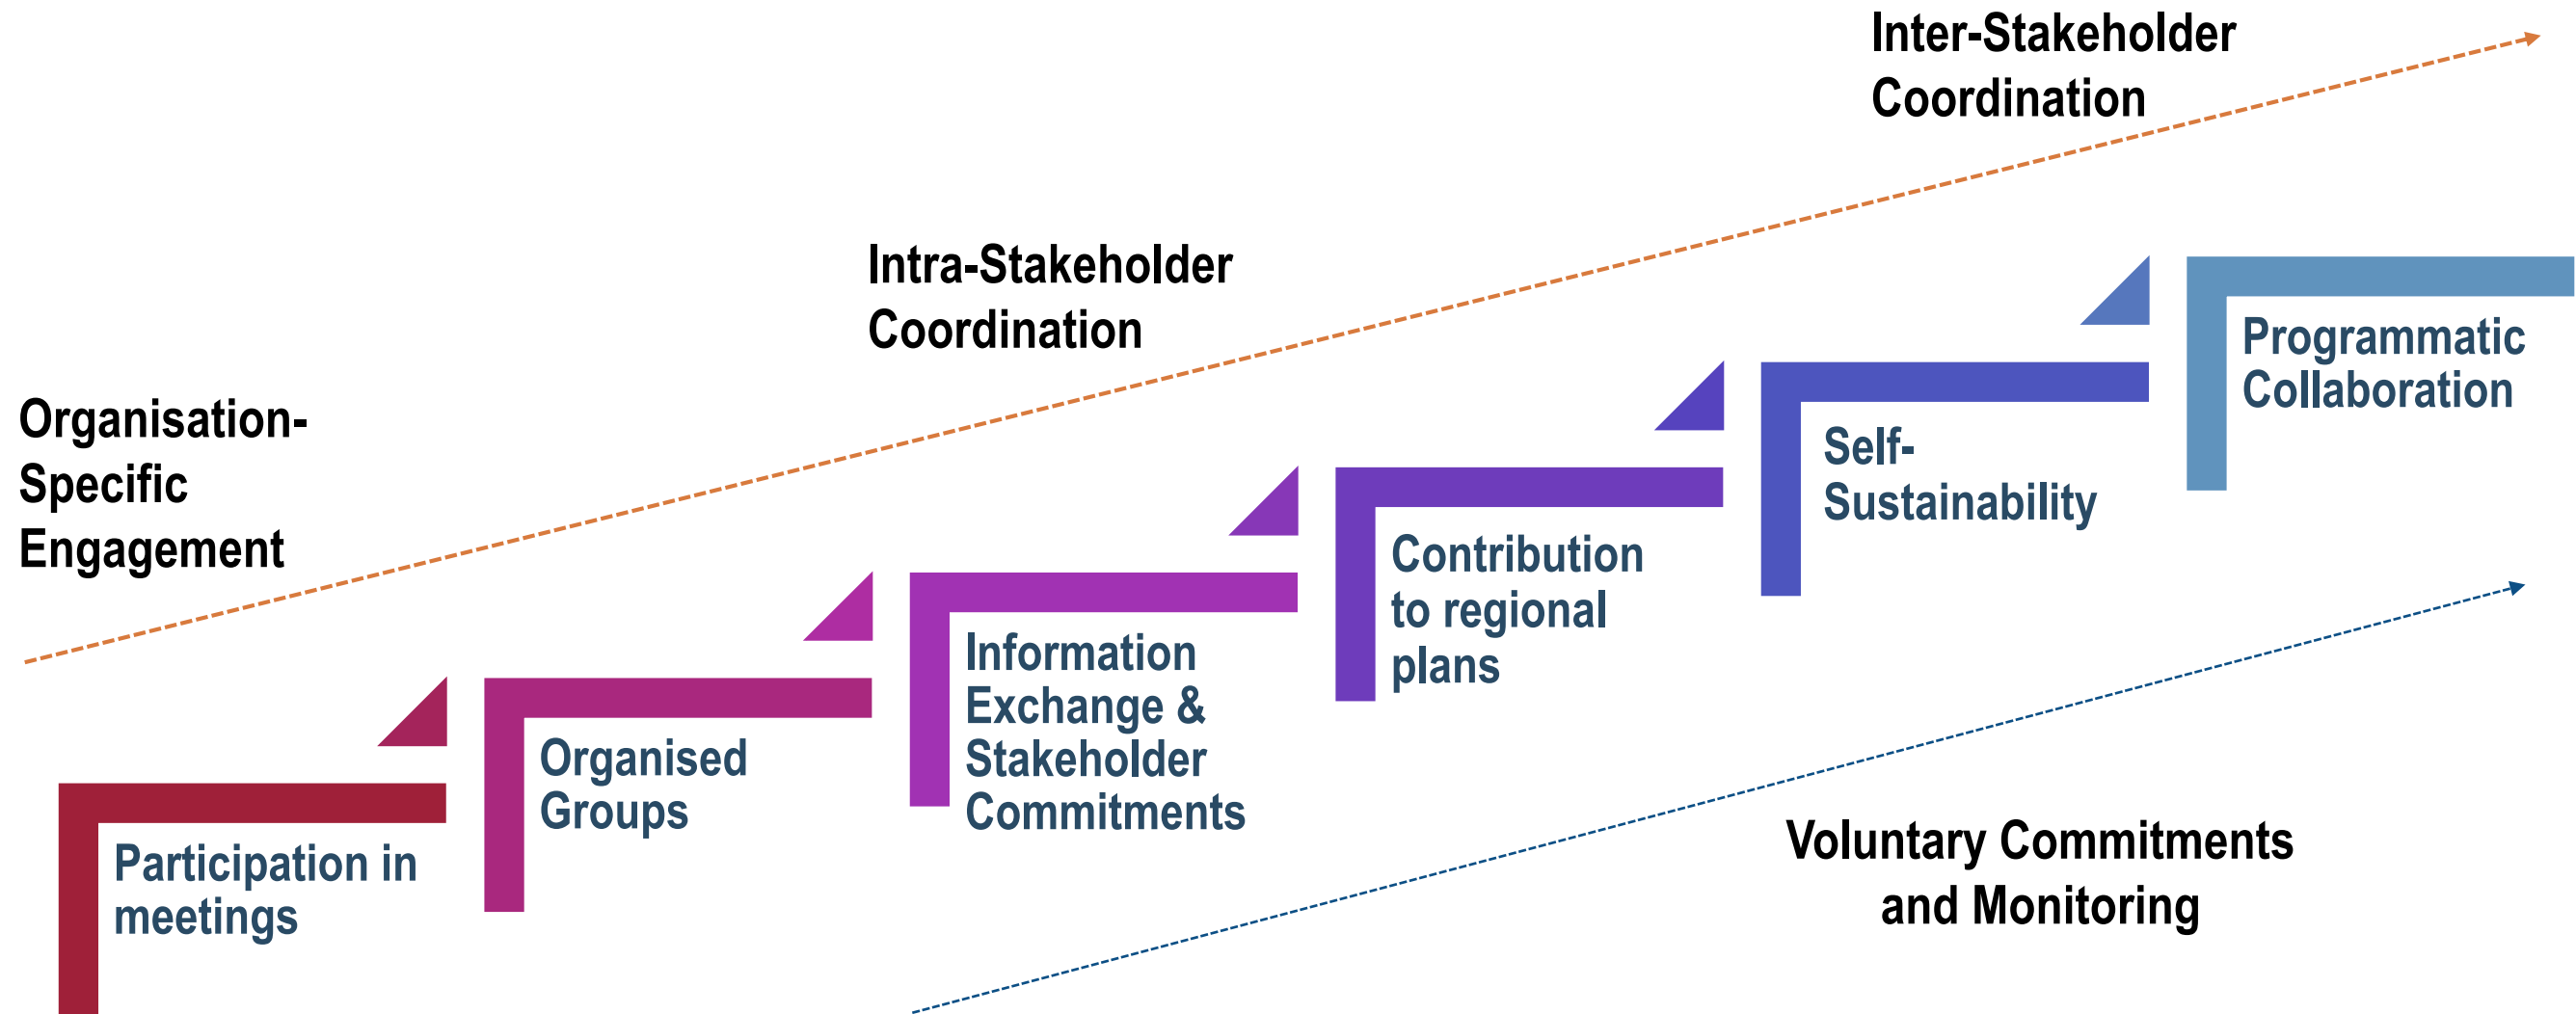 Inter-Stakeholder
Coordination
Intra-Stakeholder
Coordination
Organisation-
Specific
Engagement
Programmatic
Collaboration
Self-
Sustainability
Contribution
to regional
plans
Information
Exchange &
Stakeholder
Commitments
Organised
Groups
Participation in
meetings
Voluntary Commitments
and Monitoring